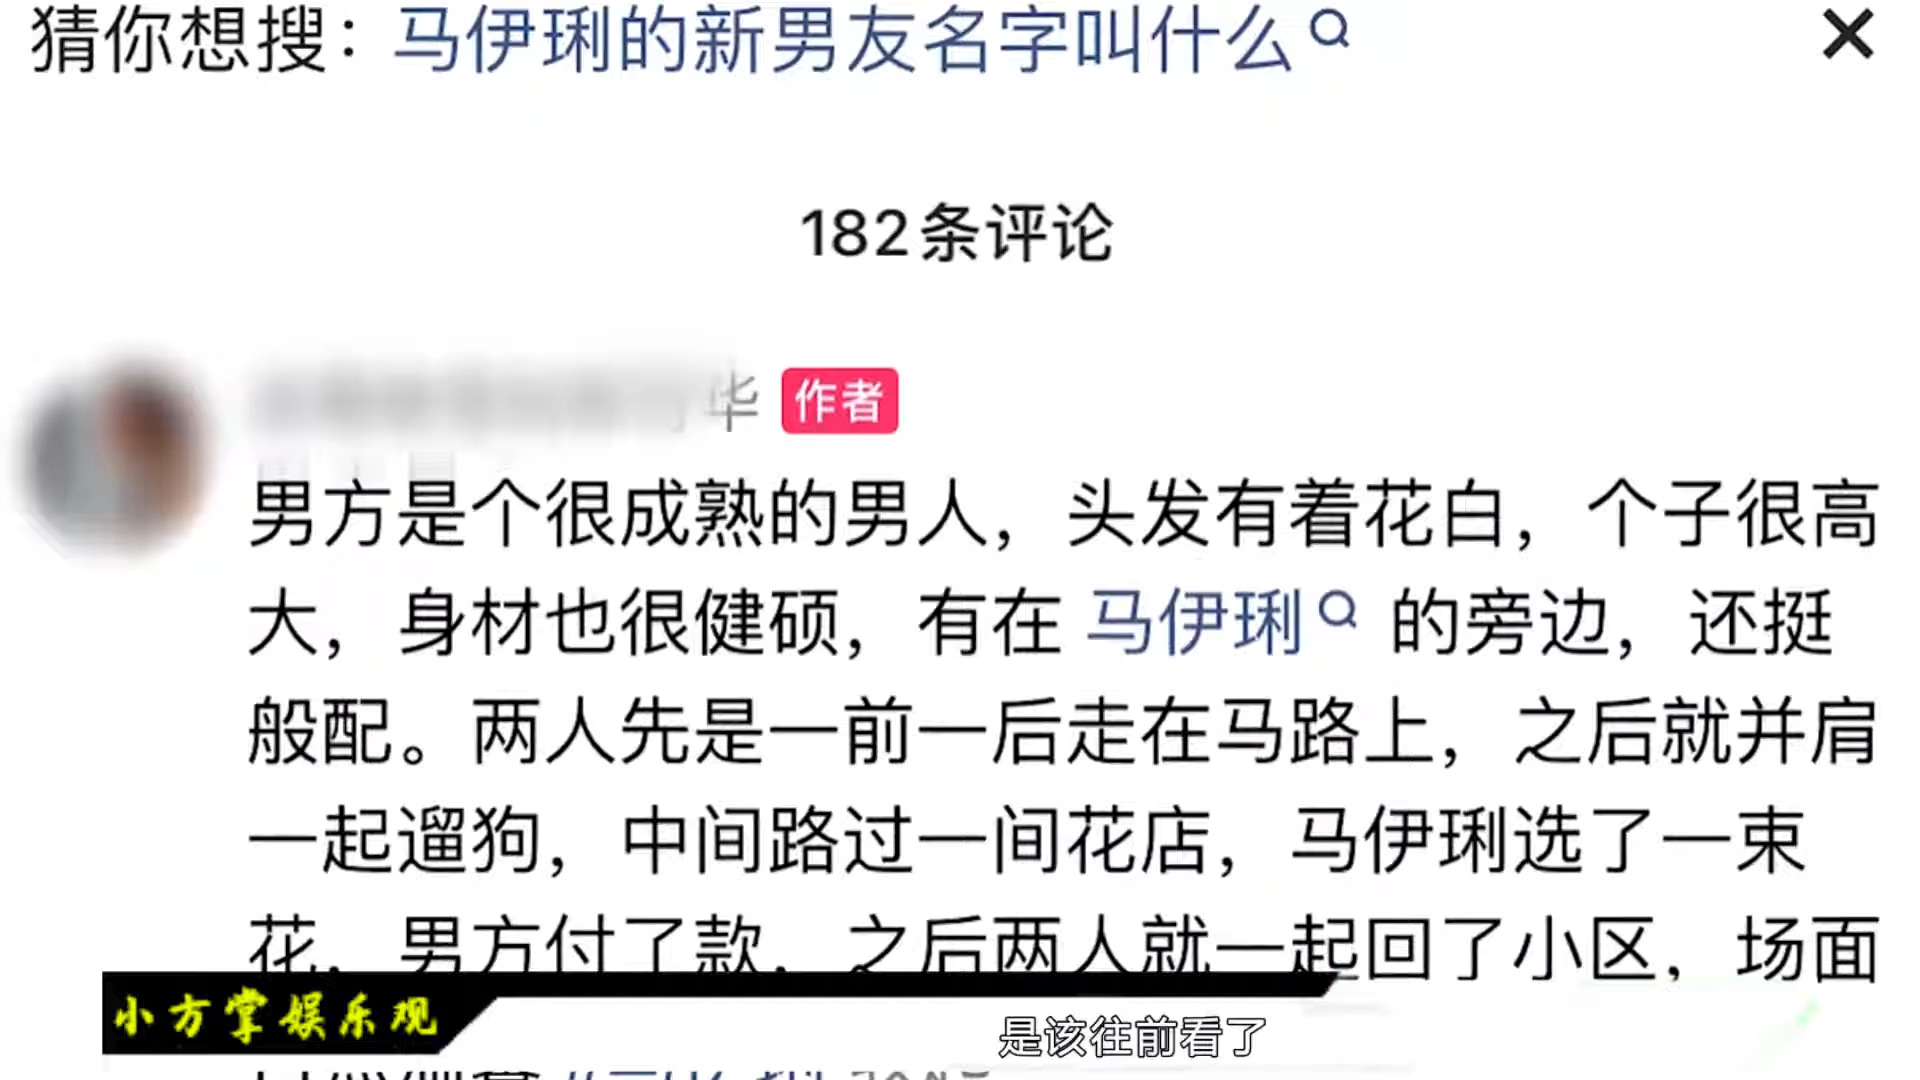 猜你想搜：马伊琍的新男友名字叫什么
182条评论
华 作者
男方是个很成熟的男人，头发有着花白，个子很高
大，身材也很健硕，有在 马伊琍 的旁边，还挺
般配。两人先是一前一后走在马路上，之后就并肩
一起遛狗，中间路过一间花店，马伊琍选了一束
花，男方付了款，之后两人就一起回了小区，场面
小方掌娱乐观
是该往前看了